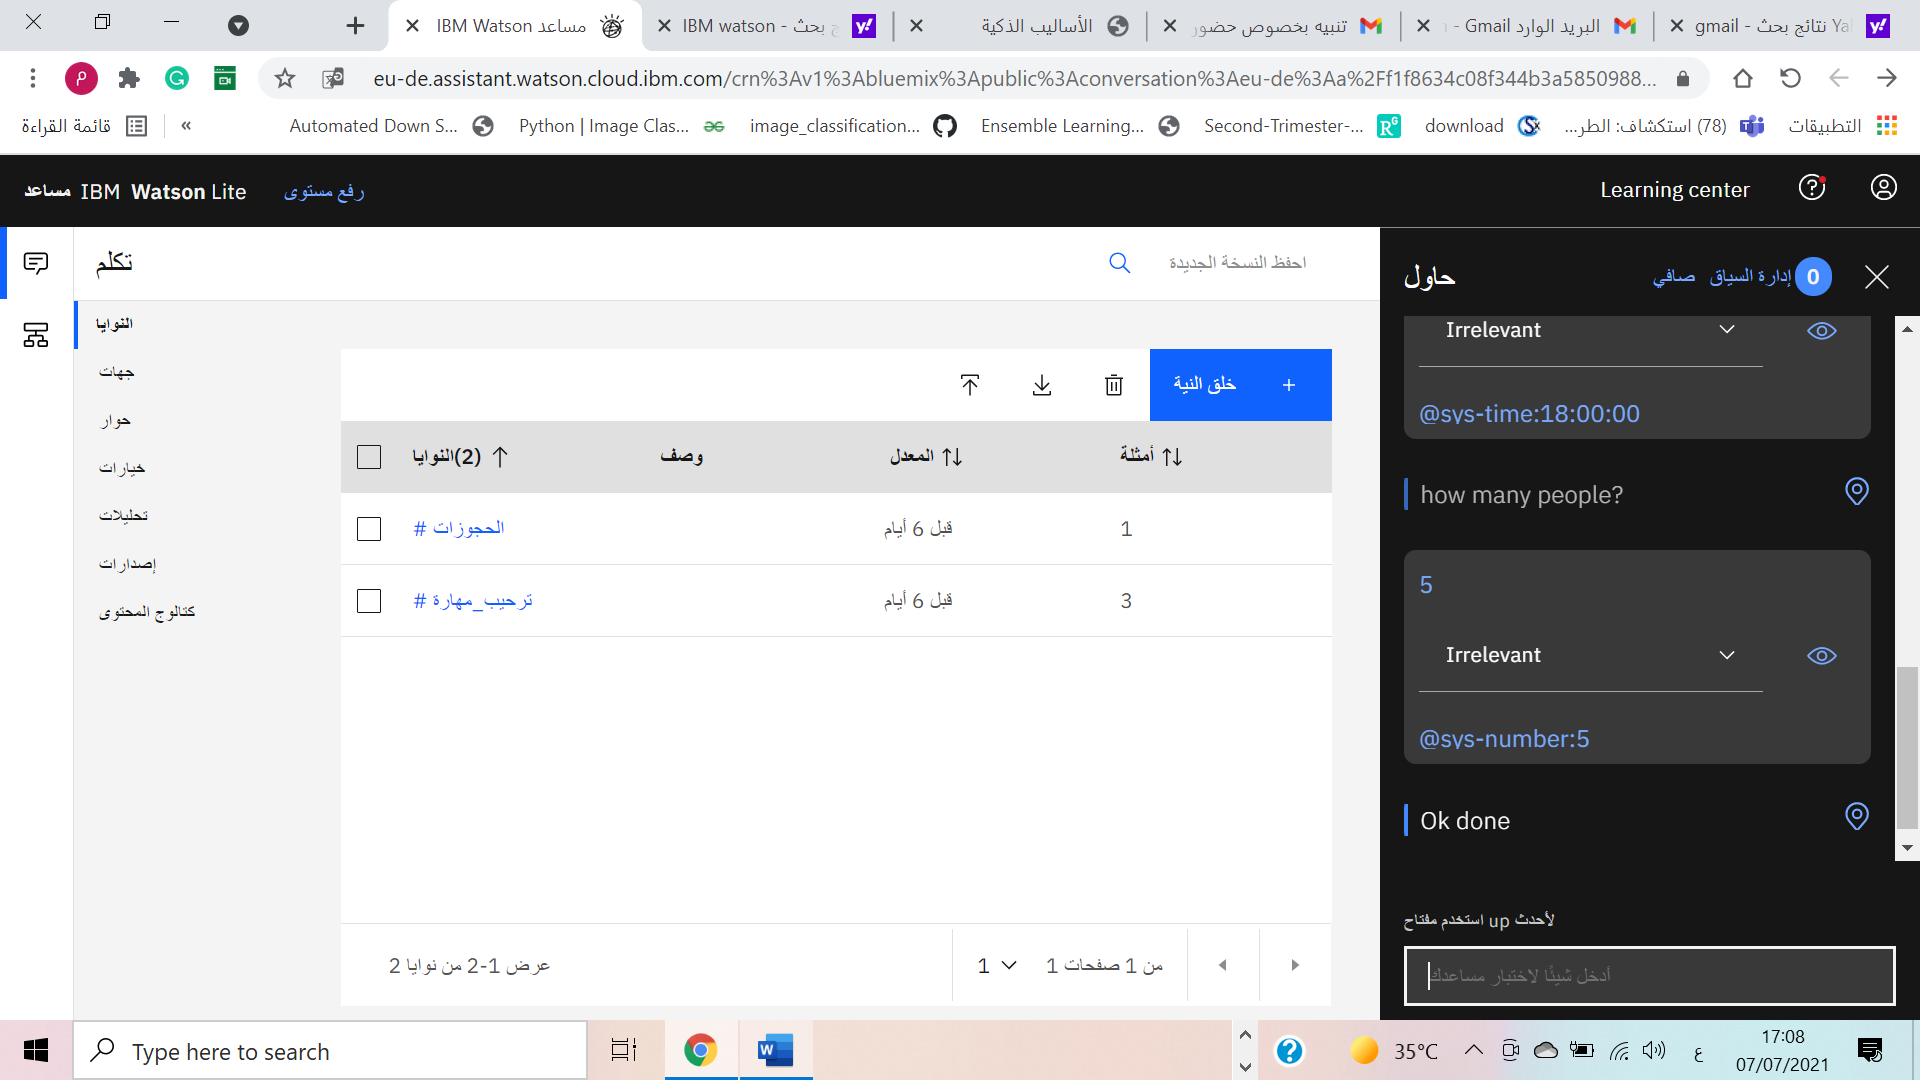 IBM Watson مساعد
IBM watson - بحث
الأساليب الذكية
تنبيه بخصوص حضور
Gmail - البريد الوارد
gmail - نتائج بحث
eu-de.assistant.watson.cloud.ibm.com/crn%3Av1%3Abluemix%3Apublic%3Aconversation%3Aeu-de%3Aa%2Ff1f8634c08f344b3a5850988...
قائمة القراءة
«
Automated Down S...
Python | Image Clas...
image_classification...
Ensemble Learning...
Second-Trimester-...
download
(78) استكشاف: الطر...
التطبيقات
مساعد IBM Watson Lite
رفع مستوى
Learning center
تكلم
احفظ النسخة الجديدة
النوايا
جهات
حوار
خيارات
تحليلات
إصدارات
كتالوج المحتوى
خلق النية +
النوايا(2)
وصف
المعدل
أمثلة
# الحجوزات
قبل 6 أيام
1
# ترحيب_مهارة
قبل 6 أيام
3
عرض 1-2 من نوايا 2
1
من 1 صفحات 1
حاول
صافي
إدارة السياق
0
Irrelevant
@sys-time:18:00:00
how many people?
5
Irrelevant
@sys-number:5
Ok done
استخدم مفتاح up لأحدث
أدخل شيئًا لاختبار مساعدك
Type here to search
35°C
ع
17:08
07/07/2021